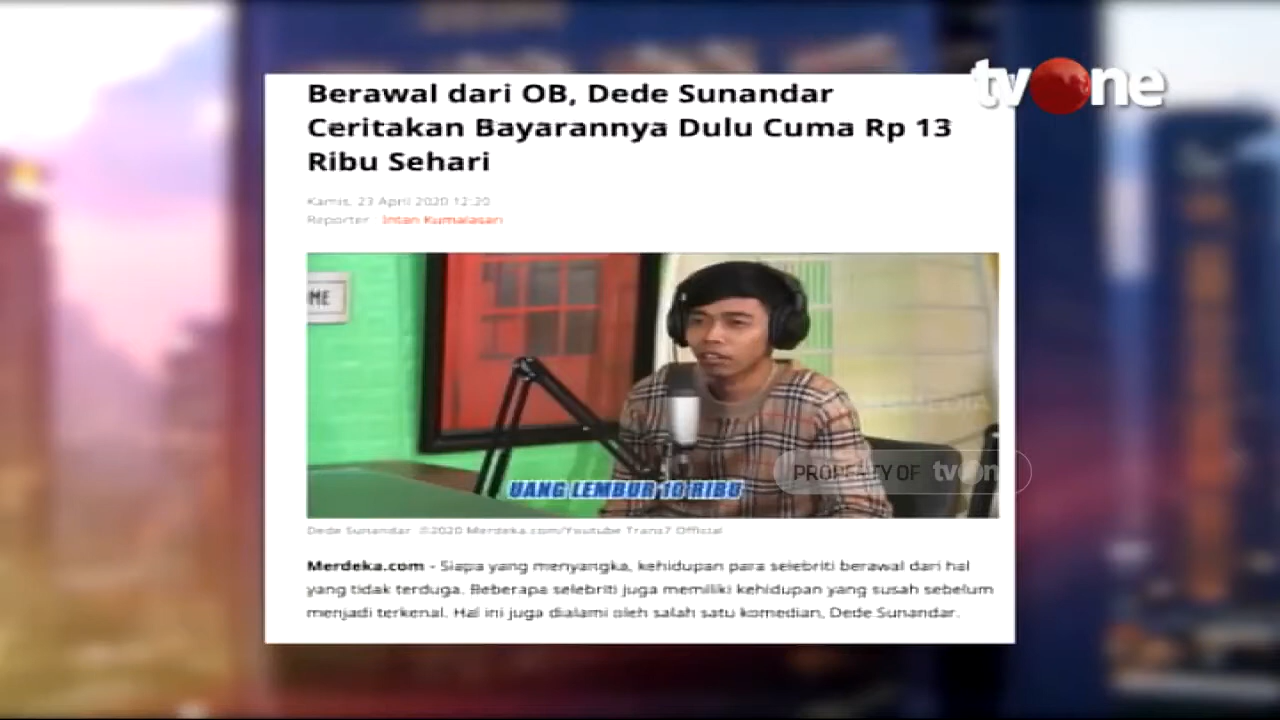 tvOne
Berawal dari OB, Dede Sunandar
Ceritakan Bayarannya Dulu Cuma Rp 13
Ribu Sehari
Kamis, 23 April 2020 12:20
Reporter : Intan Kumalasari
ME
PROPERTY OF tvOne
UANG LEMBUR 10 RIBU
Dede Sunandar ©2020 Merdeka.com/Youtube Trans7 Official
Merdeka.com - Siapa yang menyangka, kehidupan para selebriti berawal dari hal
yang tidak terduga. Beberapa selebriti juga memiliki kehidupan yang susah sebelum
menjadi terkenal. Hal ini juga dialami oleh salah satu komedian, Dede Sunandar.